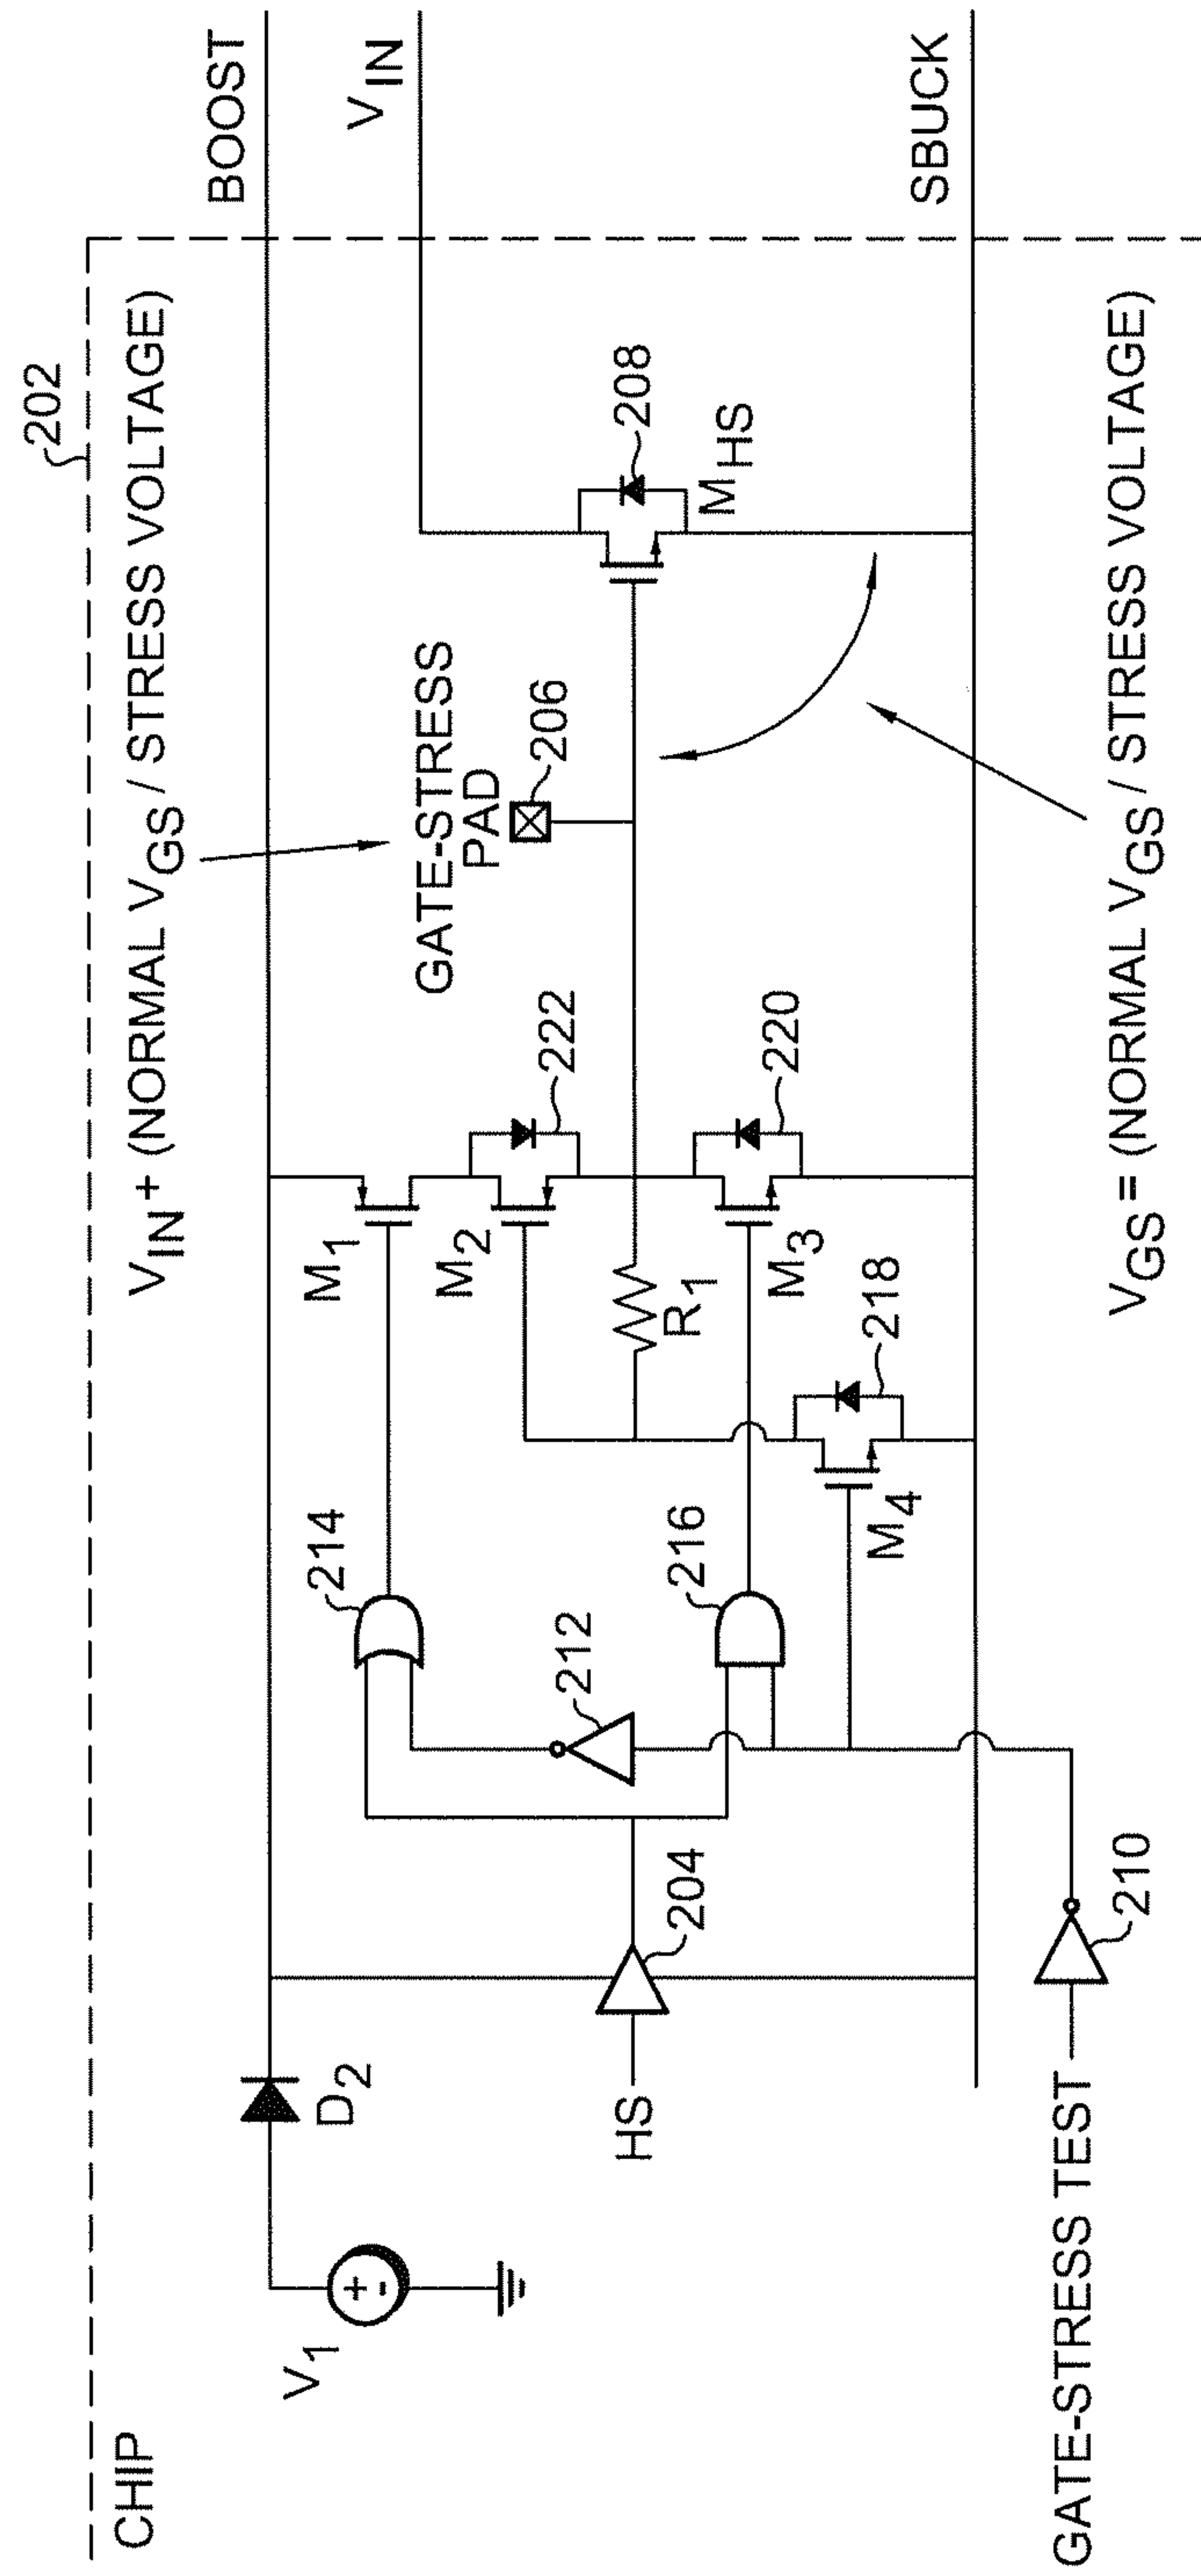 202
CHIP
V1
D2
BOOST
VIN + (NORMAL VGS / STRESS VOLTAGE)
VIN
GATE-STRESS
PAD
206
208
MHS
M1
M2
222
214
212
R1
HS
204
216
M3
220
218
M4
SBUCK
GATE-STRESS TEST
210
VGS = (NORMAL VGS / STRESS VOLTAGE)
+
-